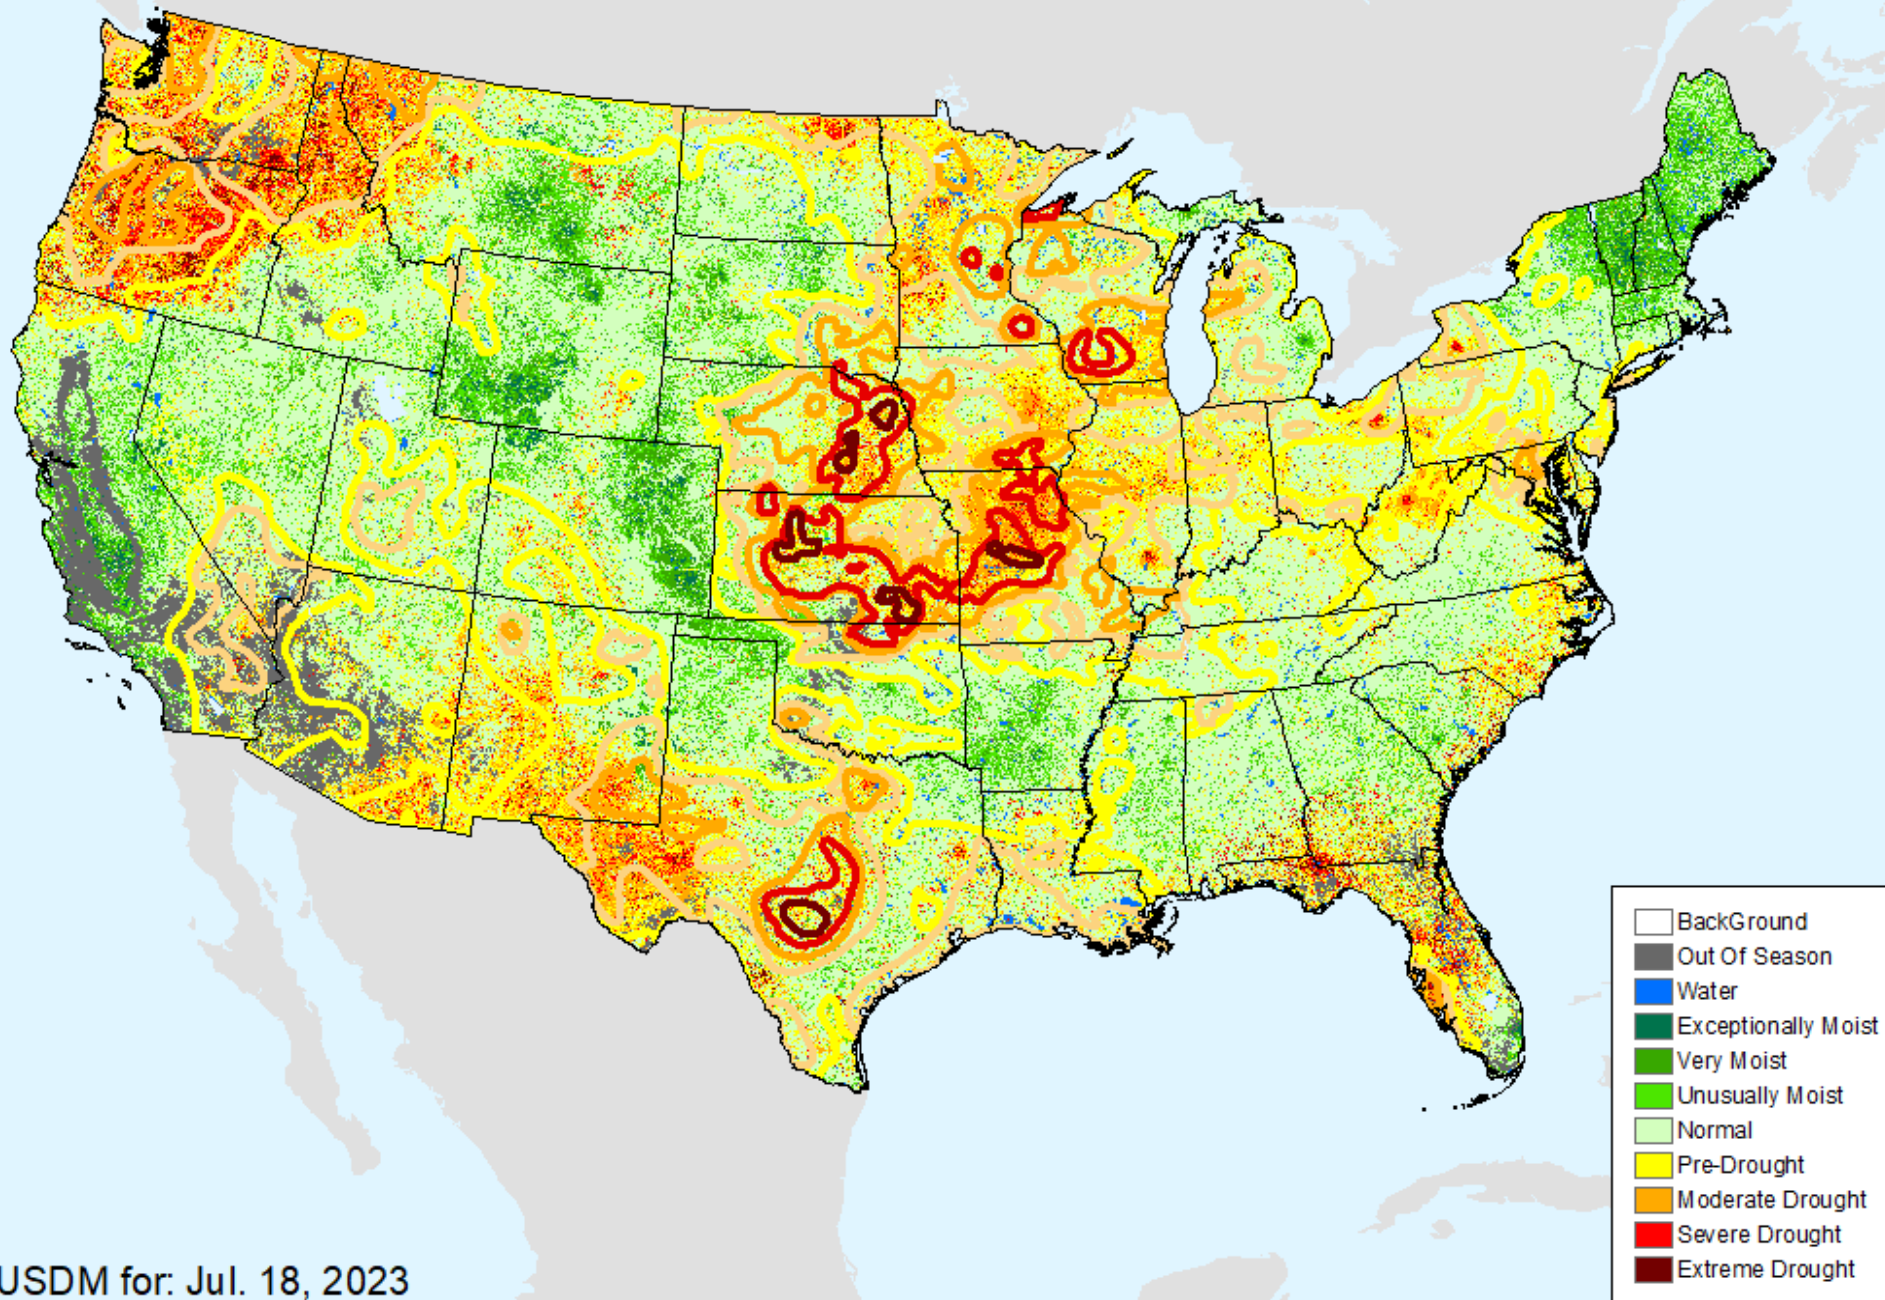 BackGround
Out Of Season
Water
Exceptionally Moist
Very Moist
Unusually Moist
Normal
Pre-Drought
Moderate Drought
Severe Drought
Extreme Drought
USDM for: Jul. 18, 2023